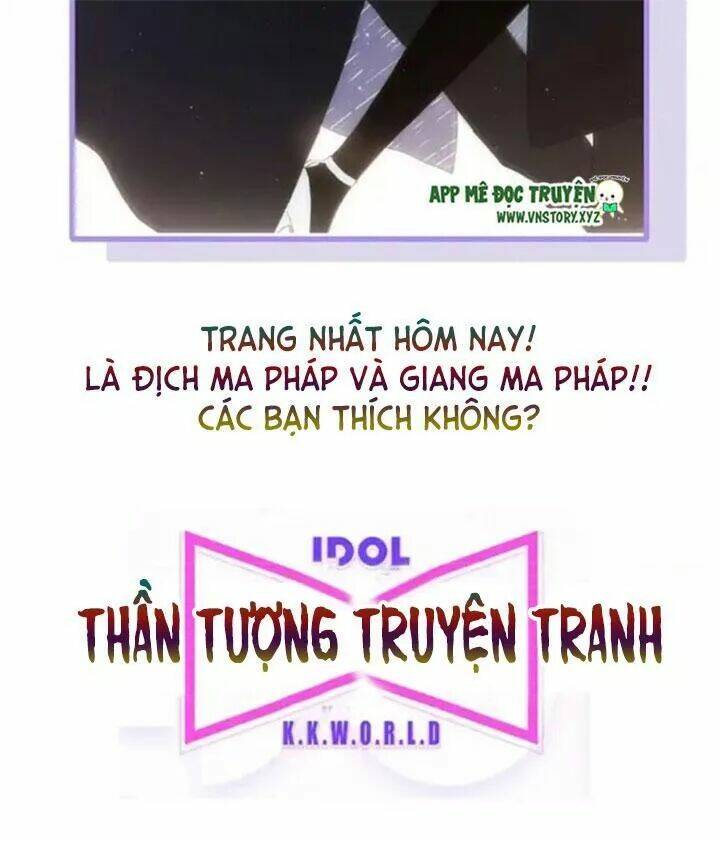 APP MÊ ĐỌC TRUYỆN
WWW.VNSTORY.XYZ
TRANG NHẤT HÔM NAY!
LÀ ĐỊCH MA PHÁP VÀ GIANG MA PHÁP!!
CÁC BẠN THÍCH KHÔNG?
IDOL
THẦN TƯỢNG TRUYỆN TRANH
K.K.W.O.R.L.D